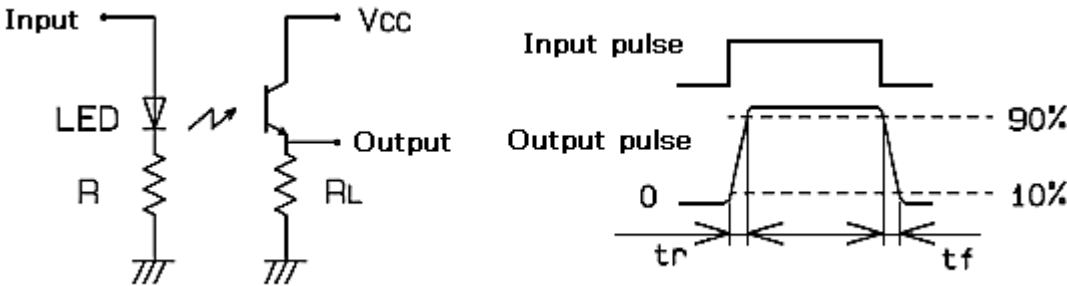 Input
Vcc
LED
Output
R
RL
Input pulse
Output pulse
90%
0
10%
tr
tf